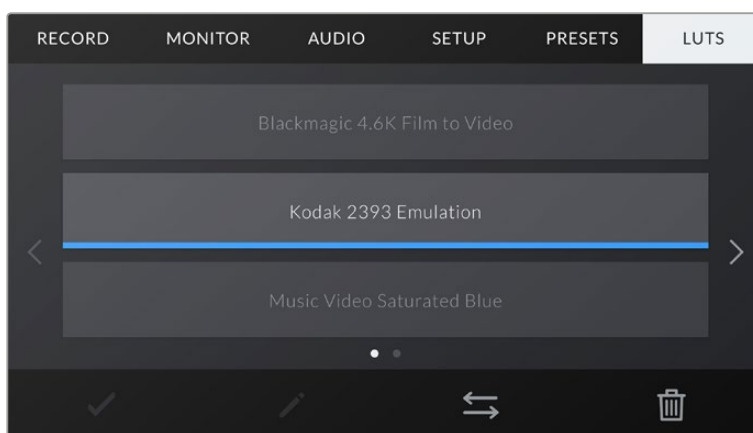 RECORD MONITOR AUDIO SETUP PRESETS LUTS
Blackmagic 4.6K Film to Video
Kodak 2393 Emulation
Music Video Saturated Blue